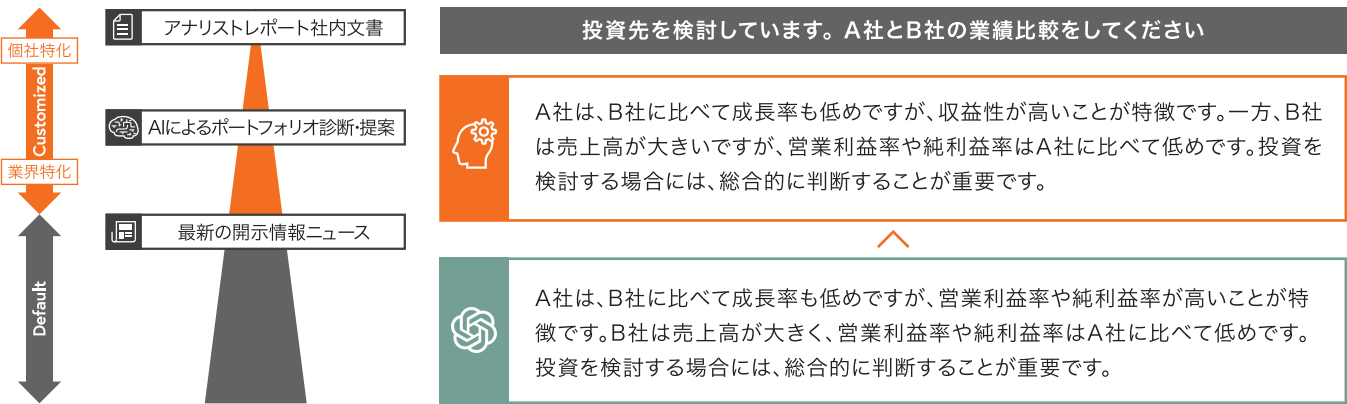 個社特化
Customized
業界特化
Default
アナリストレポート社内文書
AIによるポートフォリオ診断・提案
最新の開示情報ニュース
投資先を検討しています。A社とB社の業績比較をしてください
A社は、B社に比べて成長率も低めですが、収益性が高いことが特徴です。一方、B社
は売上高が大きいですが、営業利益率や純利益率はA社に比べて低めです。投資を
検討する場合には、総合的に判断することが重要です。
A社は、B社に比べて成長率も低めですが、営業利益率や純利益率が高いことが特
徴です。B社は売上高が大きく、営業利益率や純利益率はA社に比べて低めです。
投資を検討する場合には、総合的に判断することが重要です。